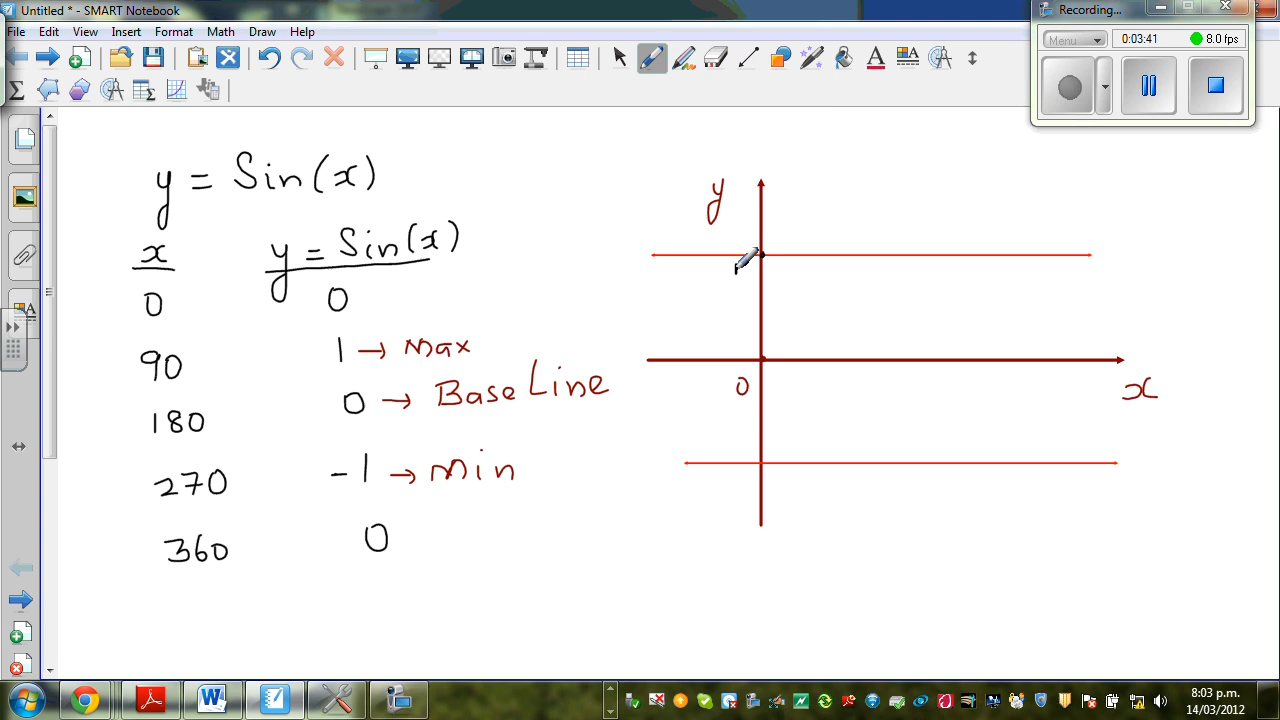 Untitled * - SMART Notebook
File Edit View Insert Format Math Draw Help
Recording...
Menu 0:03:41 8.0 fps
y = Sin(x)
x y = Sin(x)
0 0
90 1 → Max
180 0 → Base Line
270 -1 → Min
360 0
y
0
x
8:03 p.m.
14/03/2012